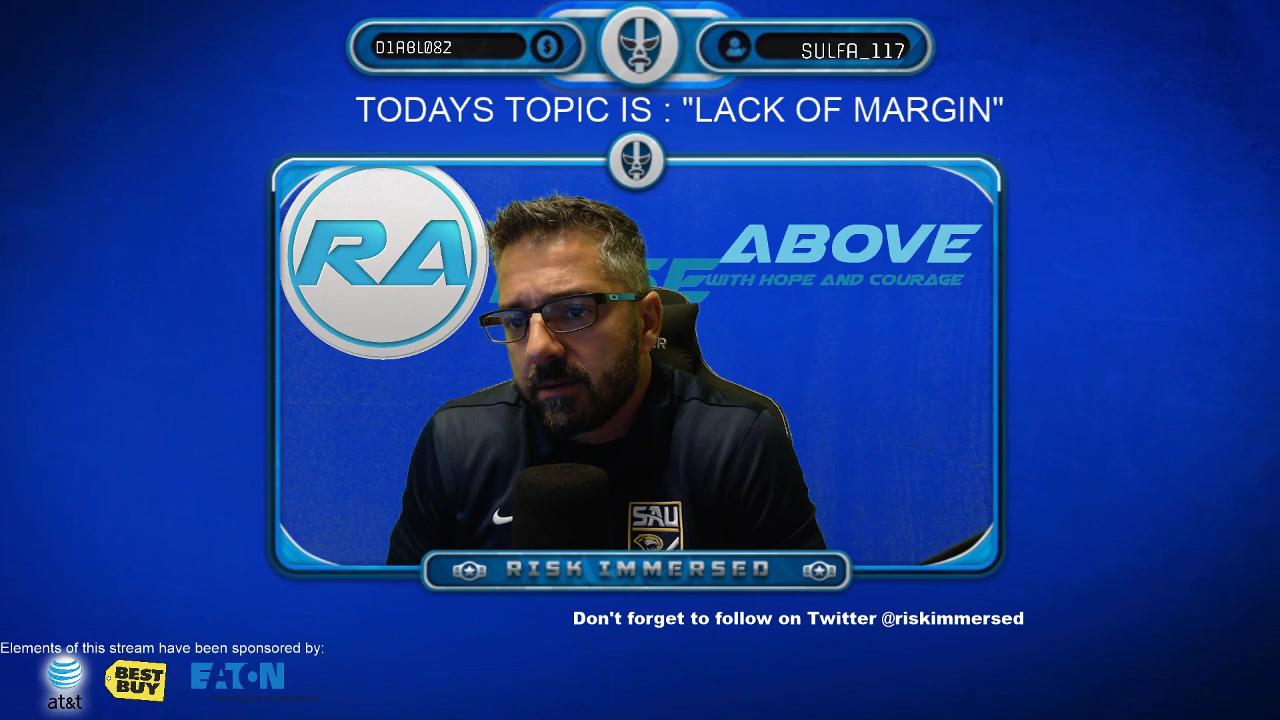 D1ABLO82
SULFA_117
TODAYS TOPIC IS : "LACK OF MARGIN"
RA
ABOVE
WITH HOPE AND COURAGE
SAU
RISK IMMERSED
Don't forget to follow on Twitter @riskimmersed
Elements of this stream have been sponsored by:
at&t
BEST
BUY
EATON